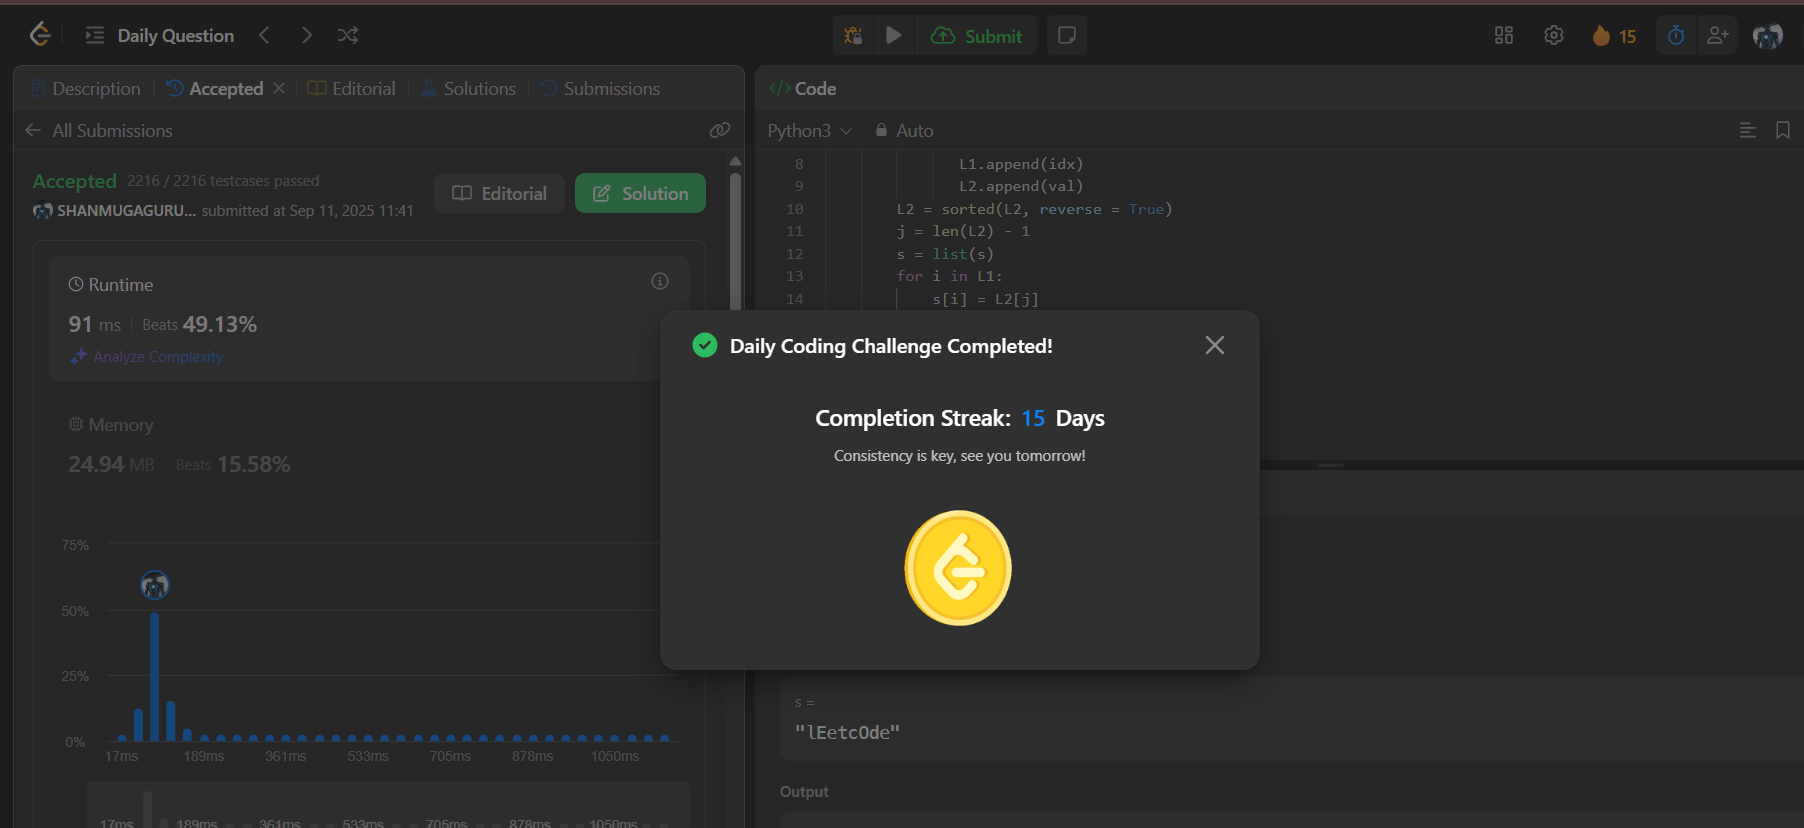 Daily Question
Submit
15
Description
Accepted
Editorial
Solutions
Submissions
All Submissions
Accepted 2216 / 2216 testcases passed
SHANMUGAGURU... submitted at Sep 11, 2025 11:41
Editorial
Solution
Runtime
91 ms Beats 49.13%
Analyze Complexity
Memory
24.94 MB Beats 15.58%
75%
50%
25%
0%
17ms 189ms 361ms 533ms 705ms 878ms 1050ms
17ms 189ms 361ms 533ms 705ms 878ms 1050ms
</> Code
Python3 Auto
8 L1.append(idx)
9 L2.append(val)
10 L2 = sorted(L2, reverse = True)
11 j = len(L2) - 1
12 s = list(s)
13 for i in L1:
14 s[i] = L2[j]
Daily Coding Challenge Completed!
Completion Streak: 15 Days
Consistency is key, see you tomorrow!
s =
"lEetcOde"
Output